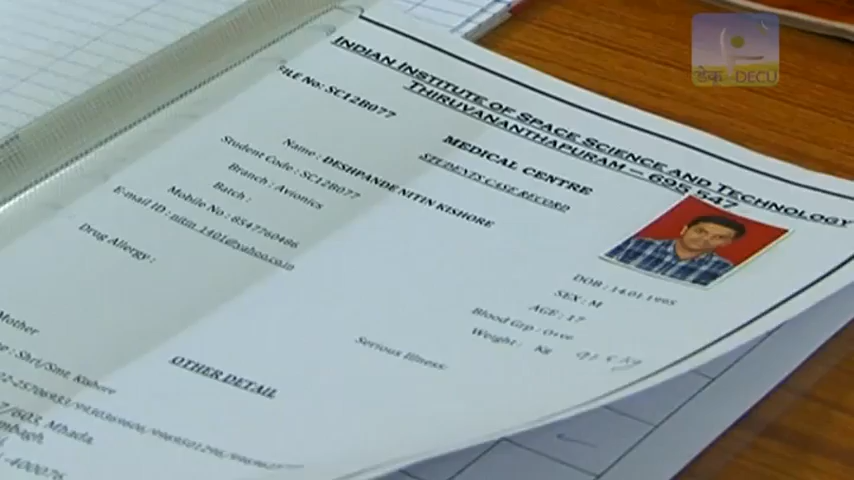 डेकू-DECU
INDIAN INSTITUTE OF SPACE SCIENCE AND TECHNOLOGY
THIRUVANANTHAPURAM – 695 547
FILE No: SC12B077
MEDICAL CENTRE
STUDENTS CASE RECORD
Name : DESHPANDE NITIN KISHORE
Student Code : SC12B077
Branch : Avionics
Batch :
Mobile No : 8547760486
E-mail ID : nitin_1401@yahoo.co.in
Drug Allergy :
DOB : 14.01.1995
SEX : M
AGE : 17
Blood Grp : O+ve
Weight : Kg
Serious Illness:
OTHER DETAIL
Mother
: Shri/Smt. Kishore
/603, Mhada.
-400076